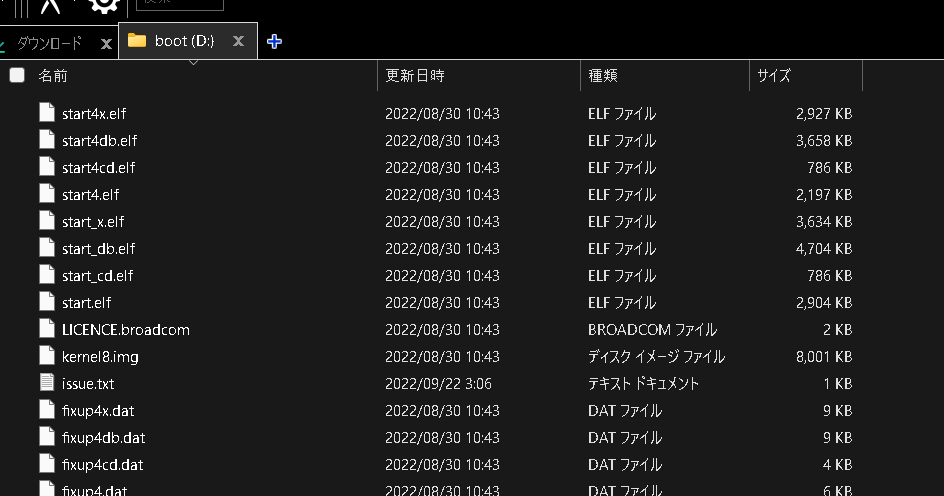 検索
ダウンロード x boot (D:) x
名前 更新日時 種類 サイズ
start4x.elf 2022/08/30 10:43 ELF ファイル 2,927 KB
start4db.elf 2022/08/30 10:43 ELF ファイル 3,658 KB
start4cd.elf 2022/08/30 10:43 ELF ファイル 786 KB
start4.elf 2022/08/30 10:43 ELF ファイル 2,197 KB
start_x.elf 2022/08/30 10:43 ELF ファイル 3,634 KB
start_db.elf 2022/08/30 10:43 ELF ファイル 4,704 KB
start_cd.elf 2022/08/30 10:43 ELF ファイル 786 KB
start.elf 2022/08/30 10:43 ELF ファイル 2,904 KB
LICENCE.broadcom 2022/08/30 10:43 BROADCOM ファイル 2 KB
kernel8.img 2022/08/30 10:43 ディスク イメージ ファイル 8,001 KB
issue.txt 2022/09/22 3:06 テキスト ドキュメント 1 KB
fixup4x.dat 2022/08/30 10:43 DAT ファイル 9 KB
fixup4db.dat 2022/08/30 10:43 DAT ファイル 9 KB
fixup4cd.dat 2022/08/30 10:43 DAT ファイル 4 KB
fixup4.dat 2022/08/30 10:43 DAT ファイル 6 KB